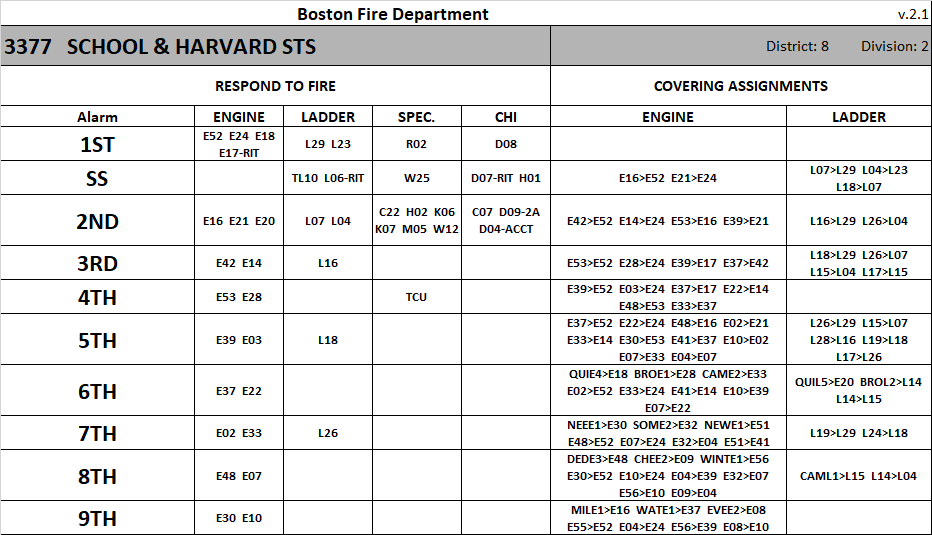 Boston Fire Department v.2.1
3377 SCHOOL & HARVARD STS District: 8 Division: 2
RESPOND TO FIRE COVERING ASSIGNMENTS
Alarm ENGINE LADDER SPEC. CHI ENGINE LADDER
1ST
E52 E24 E18
E17-RIT
L29 L23
R02
D08
SS
TL10 L06-RIT
W25
D07-RIT H01
E16>E52 E21>E24
L07>L29 L04>L23
L18>L07
2ND
E16 E21 E20
L07 L04
C22 H02 K06
K07 M05 W12
C07 D09-2A
D04-ACCT
E42>E52 E14>E24 E53>E16 E39>E21
L16>L29 L26>L04
3RD
E42 E14
L16
E53>E52 E28>E24 E39>E17 E37>E42
L18>L29 L26>L07
L15>L04 L17>L15
4TH
E53 E28
TCU
E39>E52 E03>E24 E37>E17 E22>E14
E48>E53 E33>E37
5TH
E39 E03
L18
E37>E52 E22>E24 E48>E16 E02>E21
E33>E14 E30>E53 E41>E37 E10>E02
E07>E33 E04>E07
L26>L29 L15>L07
L28>L16 L19>L18
L17>L26
6TH
E37 E22
QUIE4>E18 BROE1>E28 CAME2>E33
E02>E52 E33>E24 E41>E14 E10>E39
E07>E22
QUIL5>E20 BROL2>L14
L14>L15
7TH
E02 E33
L26
NEEE1>E30 SOME2>E32 NEWE1>E51
E48>E52 E07>E24 E32>E04 E51>E41
L19>L29 L24>L18
8TH
E48 E07
DEDE3>E48 CHEE2>E09 WINTE1>E56
E30>E52 E10>E24 E04>E39 E32>E07
E56>E10 E09>E04
CAML1>L15 L14>L04
9TH
E30 E10
MILE1>E16 WATE1>E37 EVEE2>E08
E55>E52 E04>E24 E56>E39 E08>E10